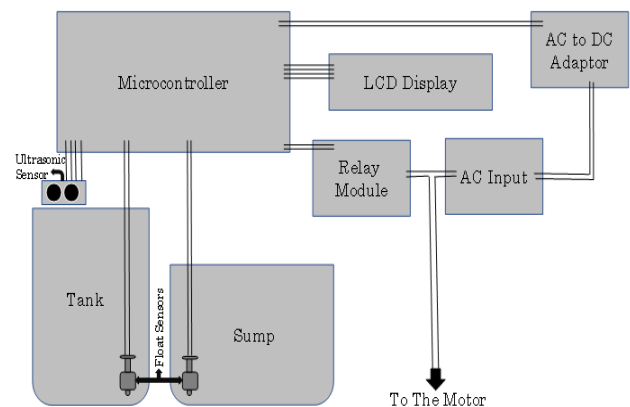 AC to DC
Adaptor
Microcontroller
LCD Display
Ultrasonic
Sensor
Relay
Module
AC Input
Tank
Float Sensors
Sump
To The Motor